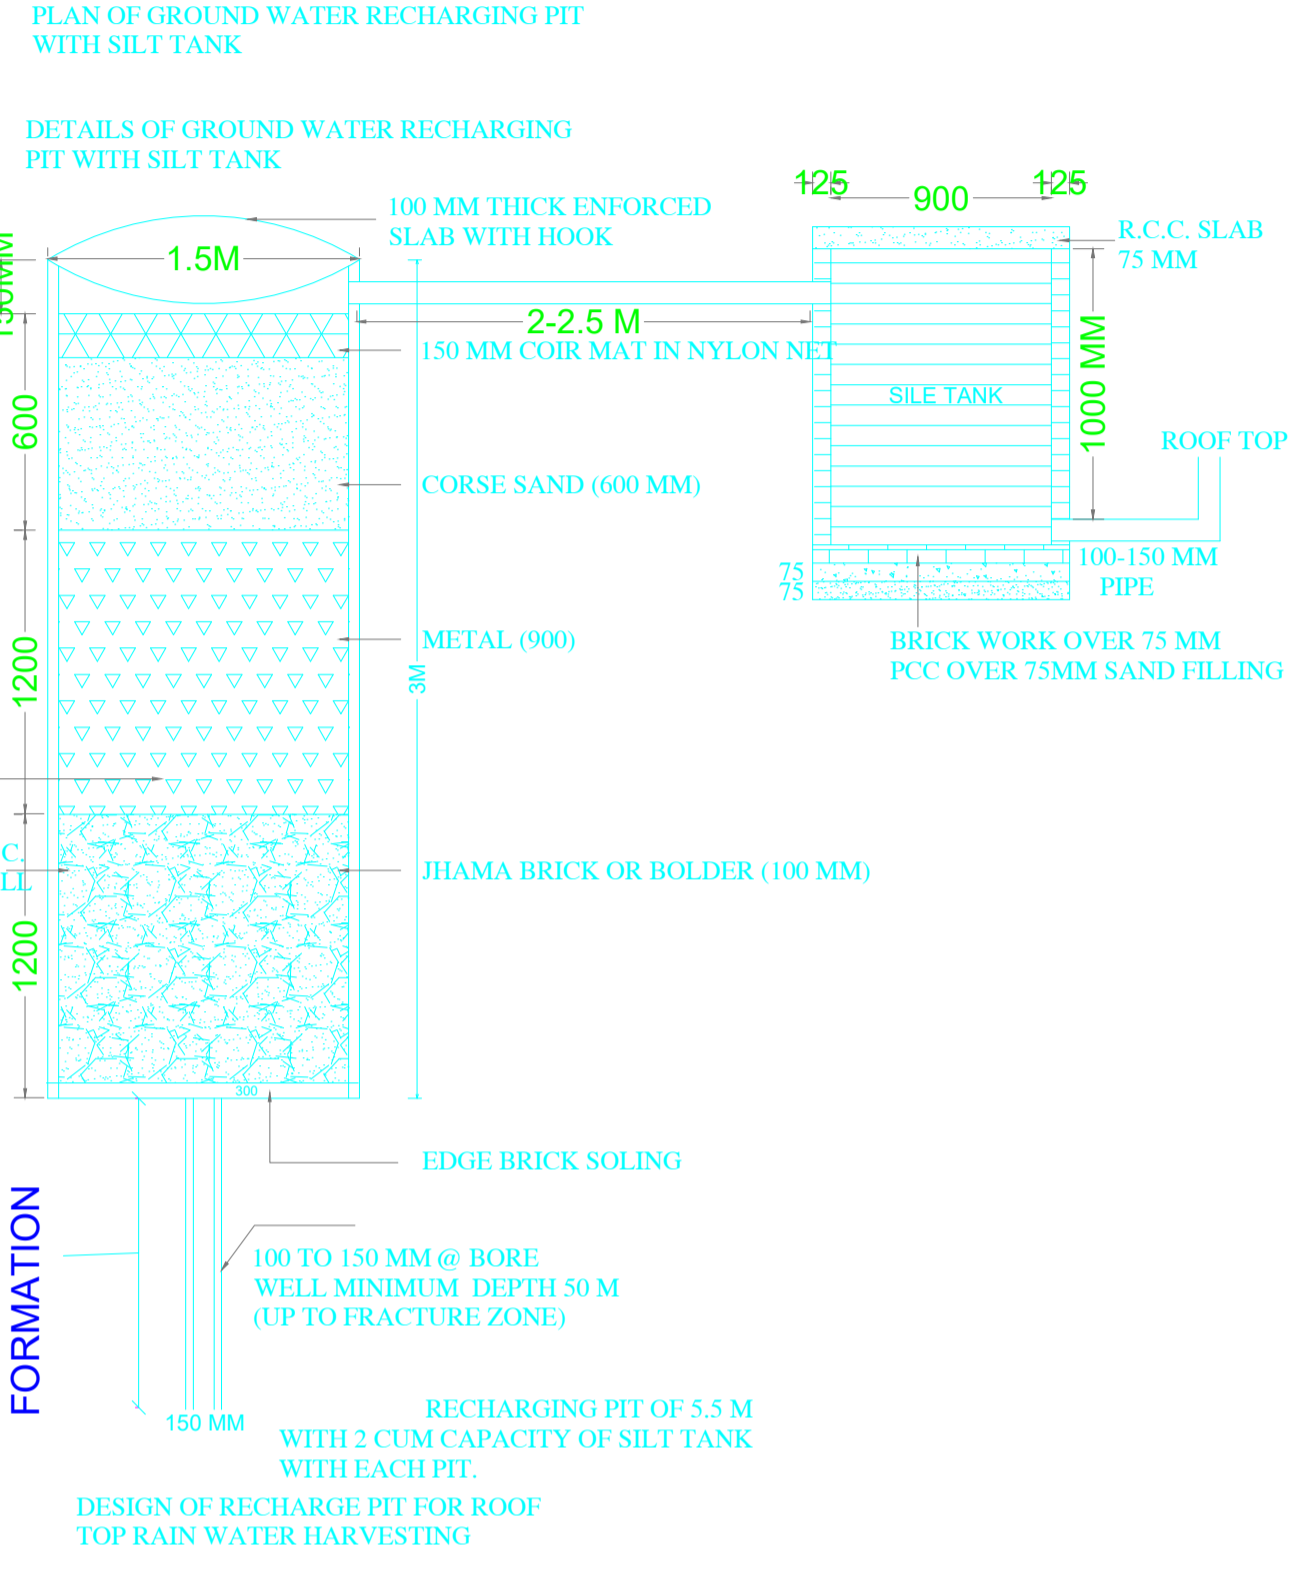 PLAN OF GROUND WATER RECHARGING PIT
WITH SILT TANK
DETAILS OF GROUND WATER RECHARGING
PIT WITH SILT TANK
125
900
125
100 MM THICK ENFORCED
SLAB WITH HOOK
R.C.C. SLAB
75 MM
1.5M
2-2.5 M
150 MM COIR MAT IN NYLON NET
1000 MM
SILE TANK
600
ROOF TOP
CORSE SAND (600 MM)
100-150 MM
PIPE
75
75
METAL (900)
BRICK WORK OVER 75 MM
PCC OVER 75MM SAND FILLING
1200
3M
C.
LL
JHAMA BRICK OR BOLDER (100 MM)
1200
300
EDGE BRICK SOLING
FORMATION
100 TO 150 MM @ BORE
WELL MINIMUM DEPTH 50 M
(UP TO FRACTURE ZONE)
150 MM
RECHARGING PIT OF 5.5 M
WITH 2 CUM CAPACITY OF SILT TANK
WITH EACH PIT.
DESIGN OF RECHARGE PIT FOR ROOF
TOP RAIN WATER HARVESTING